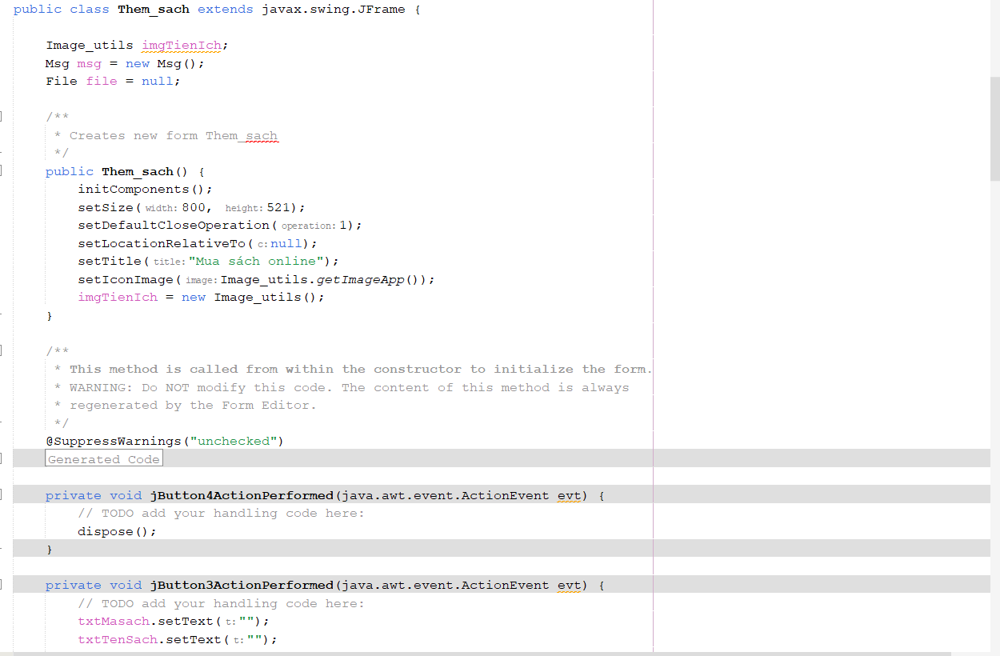 public class Them_sach extends javax.swing.JFrame {
Image_utils imgTienIch;
Msg msg = new Msg();
File file = null;
/**
* Creates new form Them_sach
*/
public Them_sach() {
initComponents();
setSize( width: 800, height: 521);
setDefaultCloseOperation( operation: 1);
setLocationRelativeTo( c: null);
setTitle( title: "Mua sách online");
setIconImage( image: Image_utils.getImageApp());
imgTienIch = new Image_utils();
}
/**
* This method is called from within the constructor to initialize the form.
* WARNING: Do NOT modify this code. The content of this method is always
* regenerated by the Form Editor.
*/
@SuppressWarnings("unchecked")
Generated Code
private void jButton4ActionPerformed(java.awt.event.ActionEvent evt) {
// TODO add your handling code here:
dispose();
}
private void jButton3ActionPerformed(java.awt.event.ActionEvent evt) {
// TODO add your handling code here:
txtMasach.setText( t: "");
txtTenSach.setText( t: "");